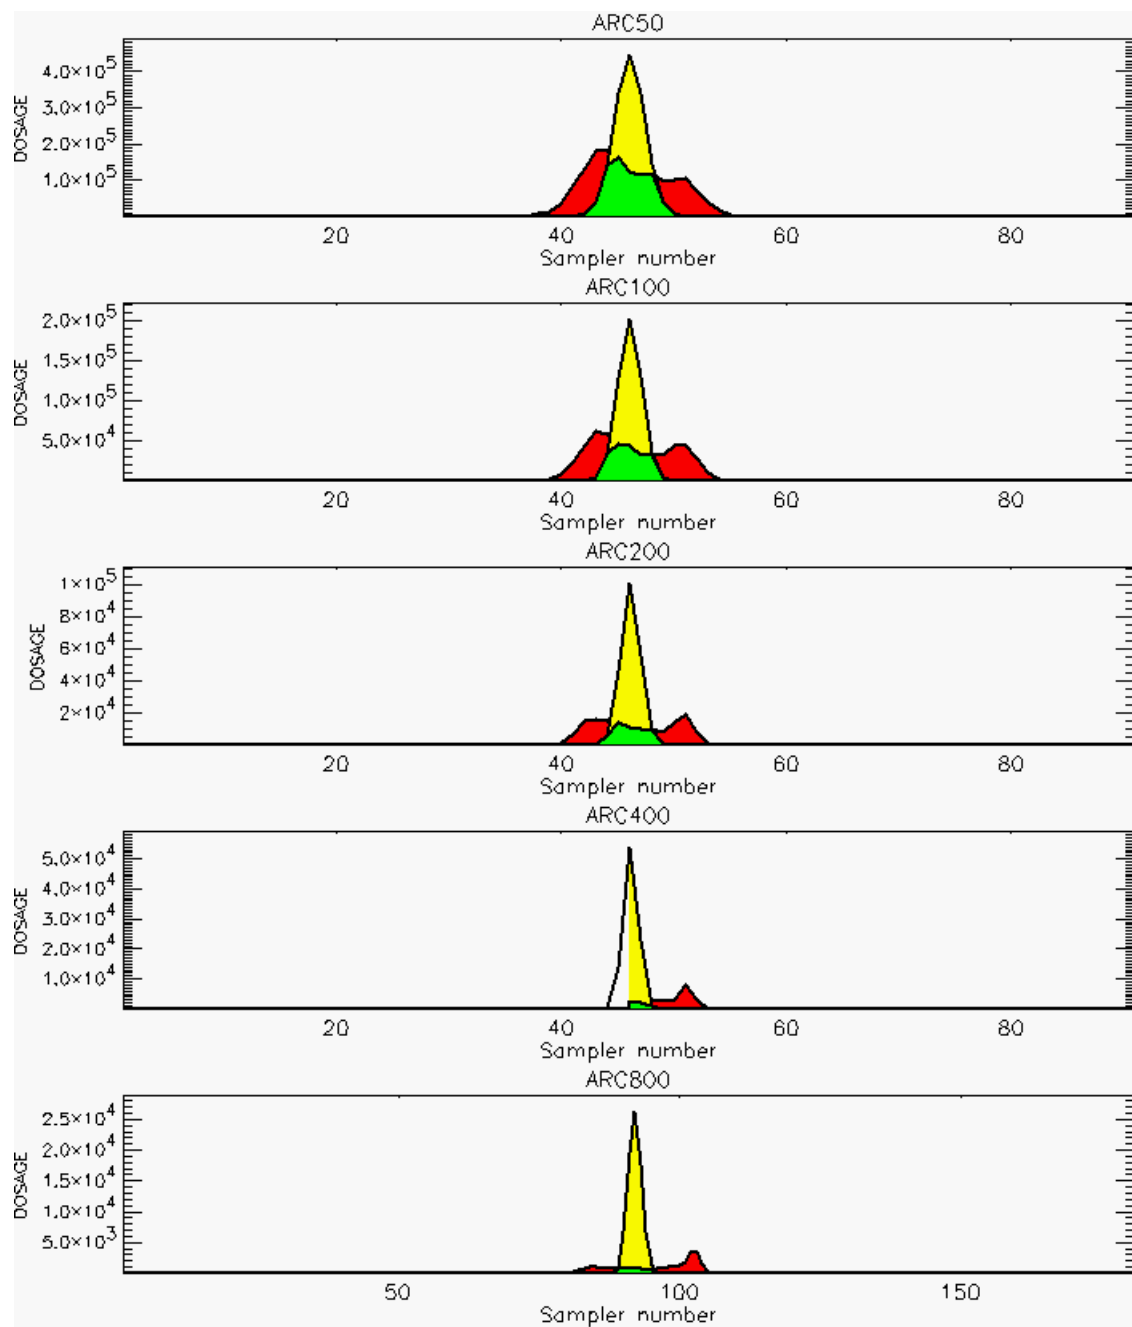 ARC50
4.0×10⁵
3.0×10⁵
2.0×10⁵
1.0×10⁵
DOSAGE
20 40 60 80
Sampler number
ARC100
2.0×10⁵
1.5×10⁵
1.0×10⁵
5.0×10⁴
DOSAGE
20 40 60 80
Sampler number
ARC200
1×10⁵
8×10⁴
6×10⁴
4×10⁴
2×10⁴
DOSAGE
20 40 60 80
Sampler number
ARC400
5.0×10⁴
4.0×10⁴
3.0×10⁴
2.0×10⁴
1.0×10⁴
DOSAGE
20 40 60 80
Sampler number
ARC800
2.5×10⁴
2.0×10⁴
1.5×10⁴
1.0×10⁴
5.0×10³
DOSAGE
50 100 150
Sampler number